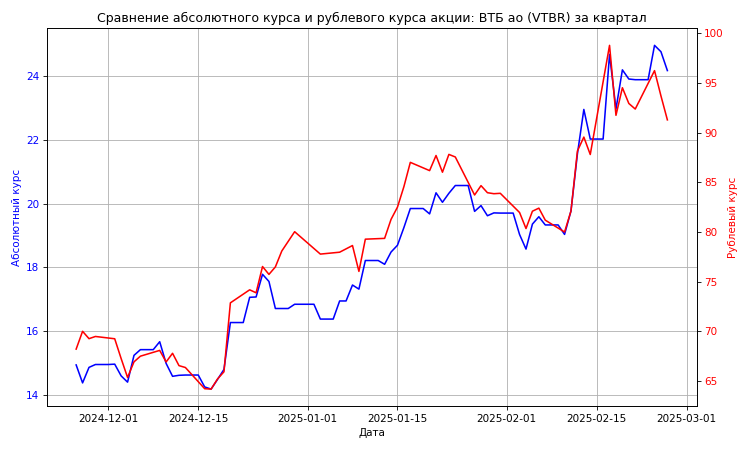 Сравнение абсолютного курса и рублевого курса акции: ВТБ ао (VTBR) за квартал
24
22
20
18
16
14
Абсолютный курс
100
95
90
85
80
75
70
65
Рублевый курс
2024-12-01 2024-12-15 2025-01-01 2025-01-15 2025-02-01 2025-02-15 2025-03-01
Дата